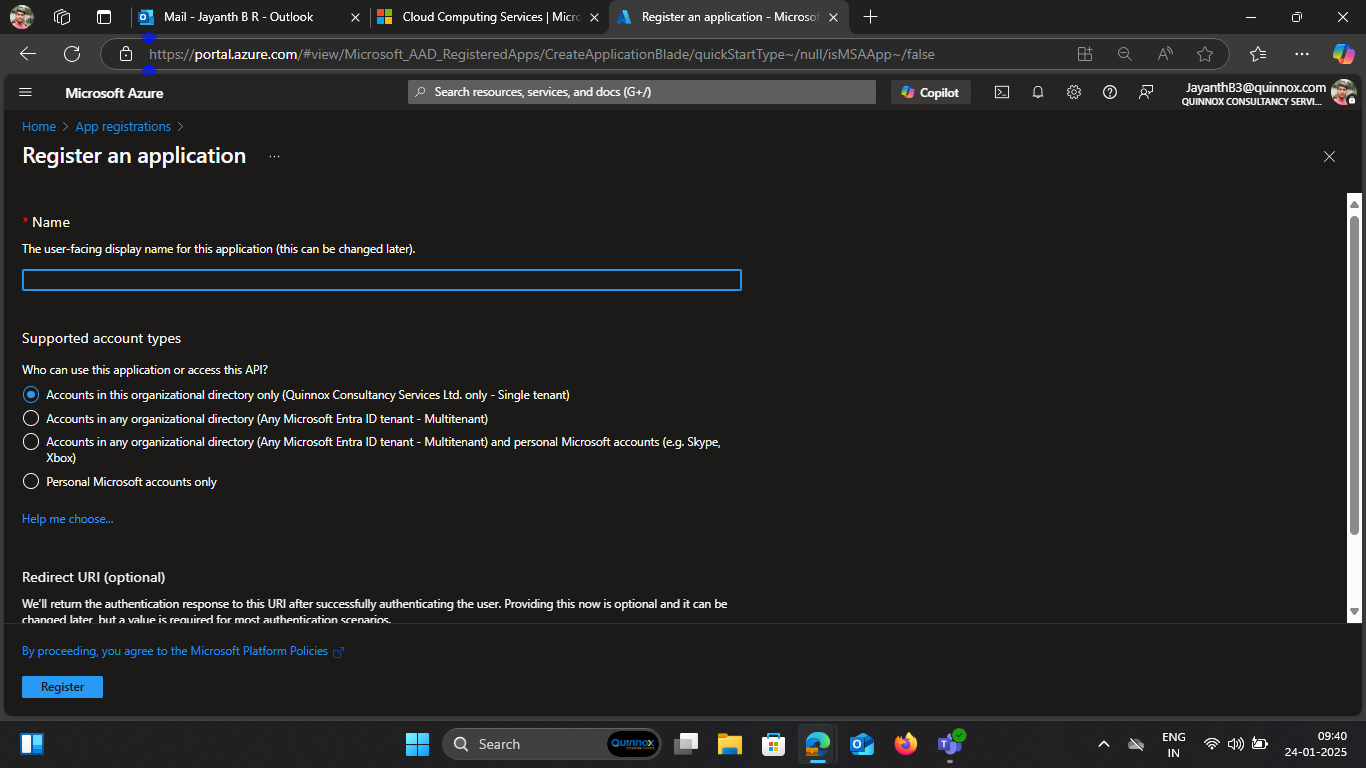 Mail - Jayanth B R - Outlook
Cloud Computing Services | Micro
Register an application - Microsof
https://portal.azure.com/#view/Microsoft_AAD_RegisteredApps/CreateApplicationBlade/quickStartType~/null/isMSAApp~/false
Microsoft Azure
Search resources, services, and docs (G+/)
Copilot
JayanthB3@quinnox.com
QUINNOX CONSULTANCY SERVI...
Home > App registrations >
Register an application ...
* Name
The user-facing display name for this application (this can be changed later).
Supported account types
Who can use this application or access this API?
Accounts in this organizational directory only (Quinnox Consultancy Services Ltd. only - Single tenant)
Accounts in any organizational directory (Any Microsoft Entra ID tenant - Multitenant)
Accounts in any organizational directory (Any Microsoft Entra ID tenant - Multitenant) and personal Microsoft accounts (e.g. Skype,
Xbox)
Personal Microsoft accounts only
Help me choose...
Redirect URI (optional)
We'll return the authentication response to this URI after successfully authenticating the user. Providing this now is optional and it can be
changed later, but a value is required for most authentication scenarios.
By proceeding, you agree to the Microsoft Platform Policies
Register
Search
Quinnox
ENG
IN
09:40
24-01-2025